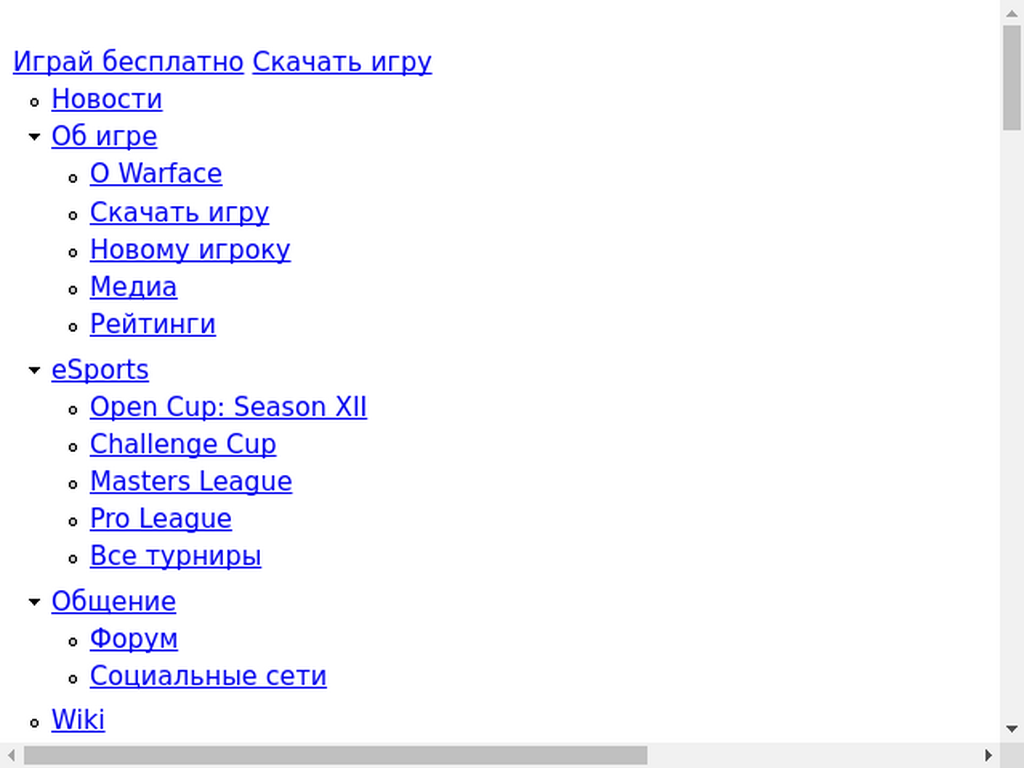 Играй бесплатно Скачать игру
Новости
Об игре
О Warface
Скачать игру
Новому игроку
Медиа
Рейтинги
eSports
Open Cup: Season XII
Challenge Cup
Masters League
Pro League
Все турниры
Общение
Форум
Социальные сети
Wiki